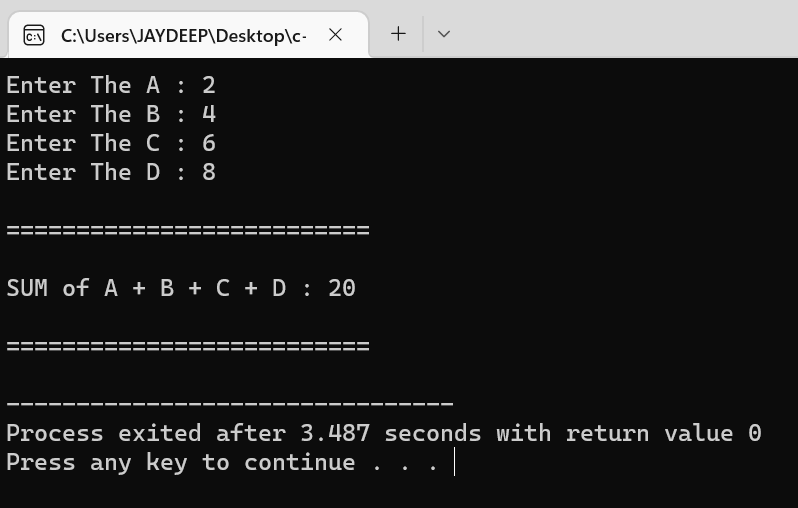 C:\Users\JAYDEEP\Desktop\c-
Enter The A : 2
Enter The B : 4
Enter The C : 6
Enter The D : 8
==========================
SUM of A + B + C + D : 20
==========================
--------------------------------
Process exited after 3.487 seconds with return value 0
Press any key to continue . . .